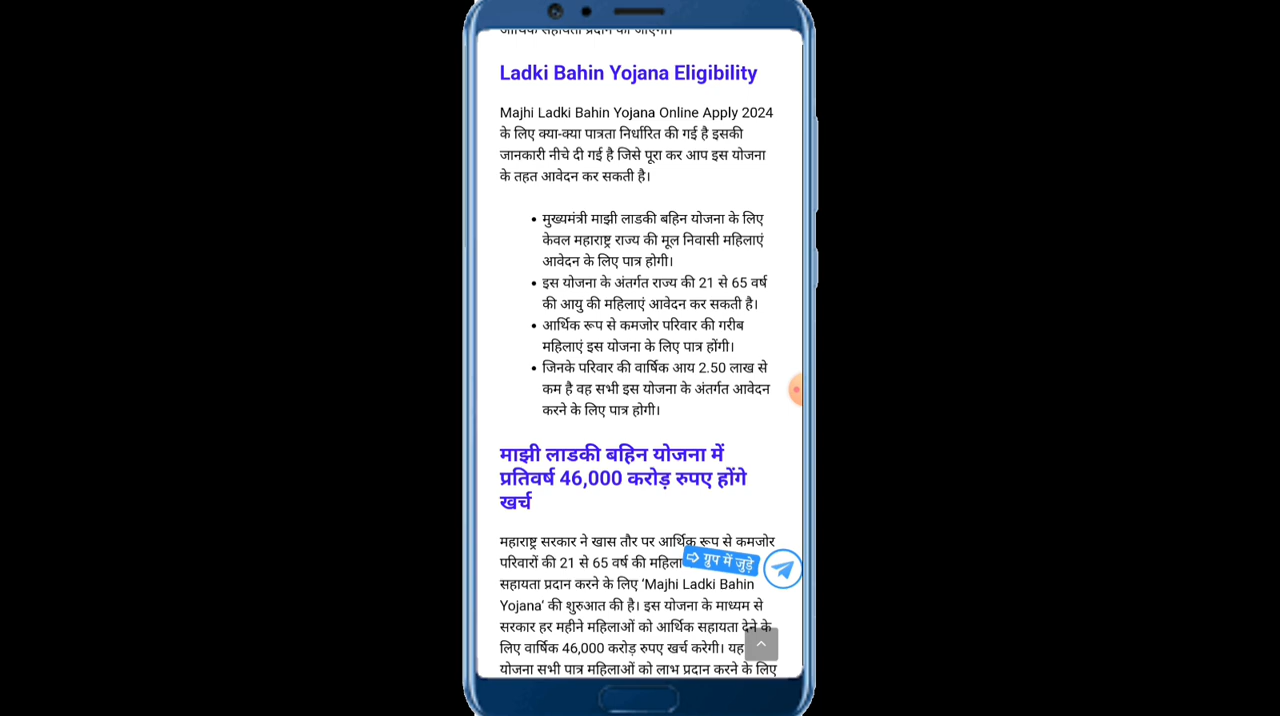 आर्थिक सहायता प्रदान की जाएगी।
Ladki Bahin Yojana Eligibility
Majhi Ladki Bahin Yojana Online Apply 2024
के लिए क्या-क्या पात्रता निर्धारित की गई है इसकी
जानकारी नीचे दी गई है जिसे पूरा कर आप इस योजना
के तहत आवेदन कर सकती है।
• मुख्यमंत्री माझी लाडकी बहिन योजना के लिए
केवल महाराष्ट्र राज्य की मूल निवासी महिलाएं
आवेदन के लिए पात्र होगी।
• इस योजना के अंतर्गत राज्य की 21 से 65 वर्ष
की आयु की महिलाएं आवेदन कर सकती है।
• आर्थिक रूप से कमजोर परिवार की गरीब
महिलाएं इस योजना के लिए पात्र होंगी।
• जिनके परिवार की वार्षिक आय 2.50 लाख से
कम है वह सभी इस योजना के अंतर्गत आवेदन
करने के लिए पात्र होगी।
माझी लाडकी बहिन योजना में
प्रतिवर्ष 46,000 करोड़ रुपए होंगे
खर्च
महाराष्ट्र सरकार ने खास तौर पर आर्थिक रूप से कमजोर
परिवारों की 21 से 65 वर्ष की महिला
ग्रुप में जुड़े
सहायता प्रदान करने के लिए ‘Majhi Ladki Bahin
Yojana‘ की शुरुआत की है। इस योजना के माध्यम से
सरकार हर महीने महिलाओं को आर्थिक सहायता देने के
लिए वार्षिक 46,000 करोड़ रुपए खर्च करेगी। यह
योजना सभी पात्र महिलाओं को लाभ प्रदान करने के लिए